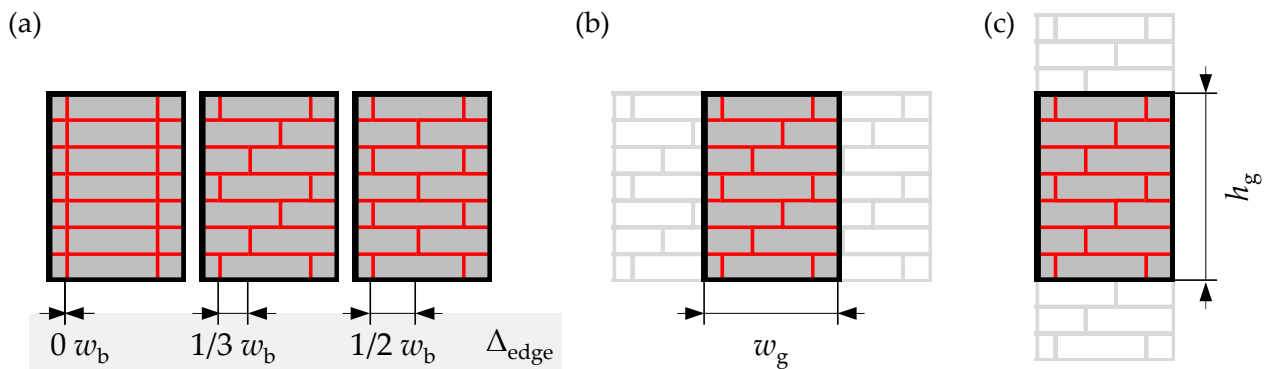 (a)
(b)
(c)
h_g
0 w_b
1/3 w_b
1/2 w_b
Δ_edge
w_g